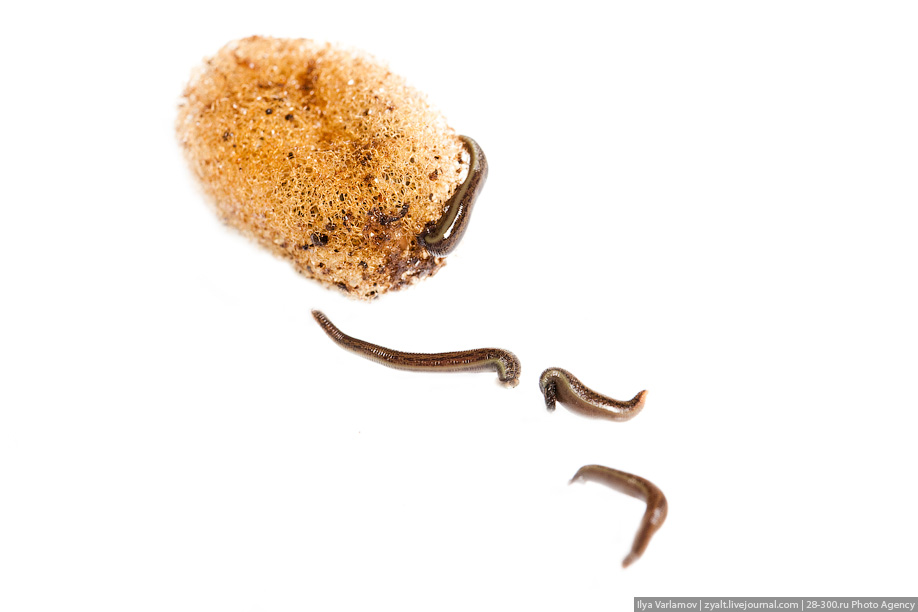 Ilya Varlamov | zyalt.livejournal.com | 28-300.ru Photo Agency